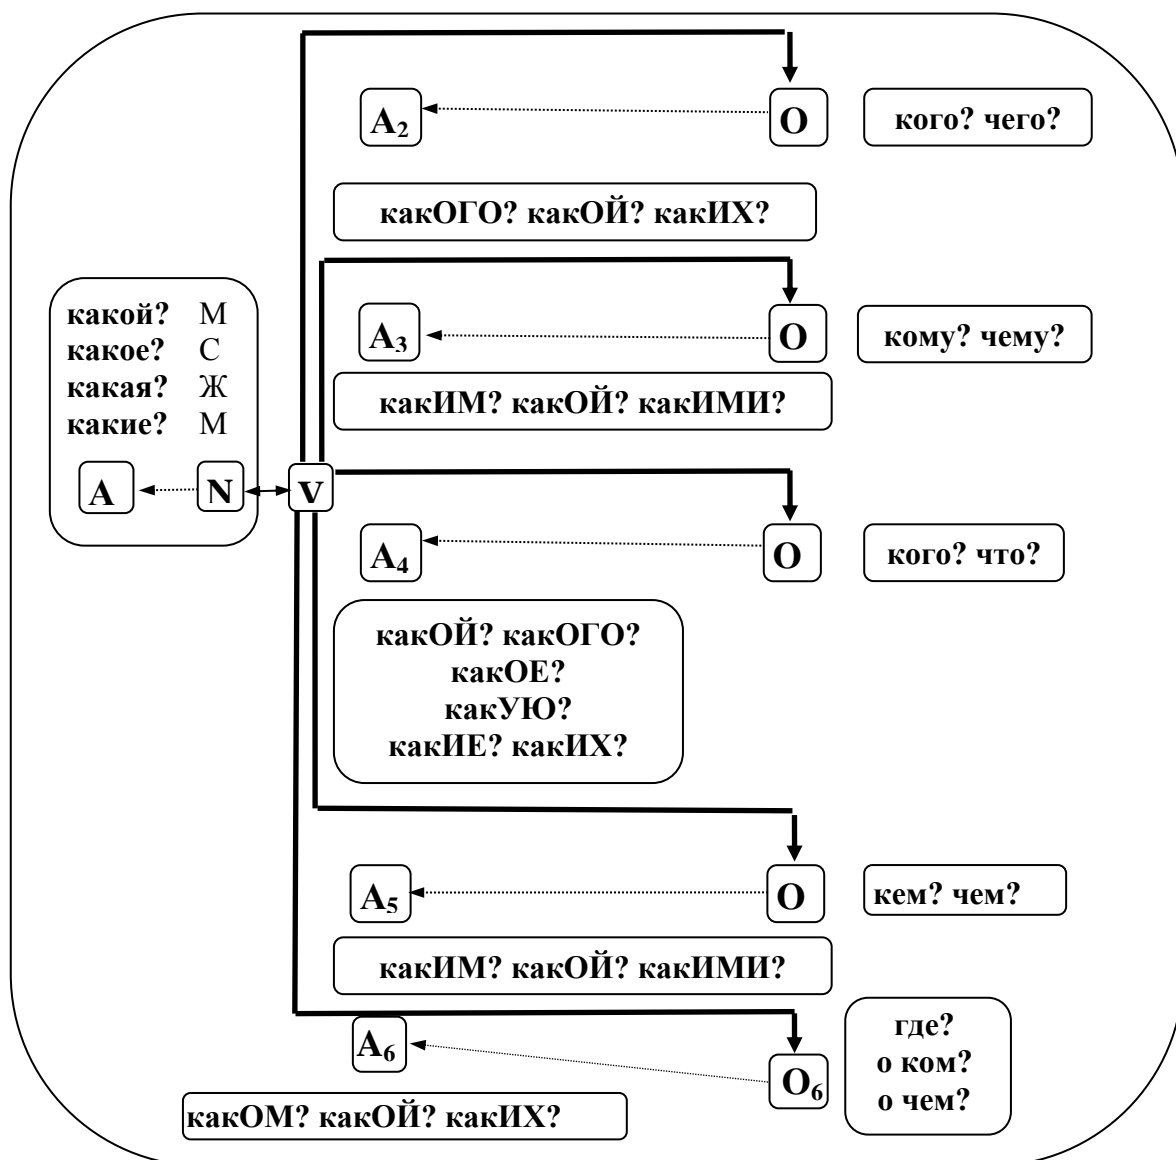 A₂ O кого? чего?
какОГО? какОЙ? какИХ?
какой? М
какое? С
какая? Ж
какие? М
A N V
A₃ O кому? чему?
какИМ? какОЙ? какИМИ?
A₄ O кого? что?
какОЙ? какОГО?
какОЕ?
какУЮ?
какИЕ? какИХ?
A₅ O кем? чем?
какИМ? какОЙ? какИМИ?
A₆ O₆
где?
о ком?
о чем?
какОМ? какОЙ? какИХ?